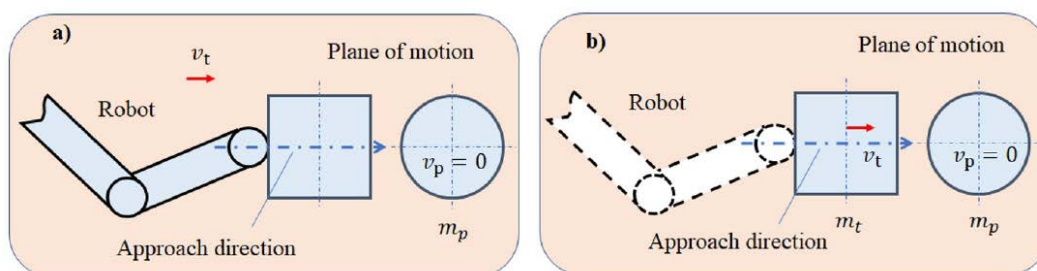 a)
v_t
Plane of motion
Robot
v_p = 0
Approach direction
m_p
b)
Plane of motion
Robot
v_p = 0
v_t
Approach direction
m_t
m_p